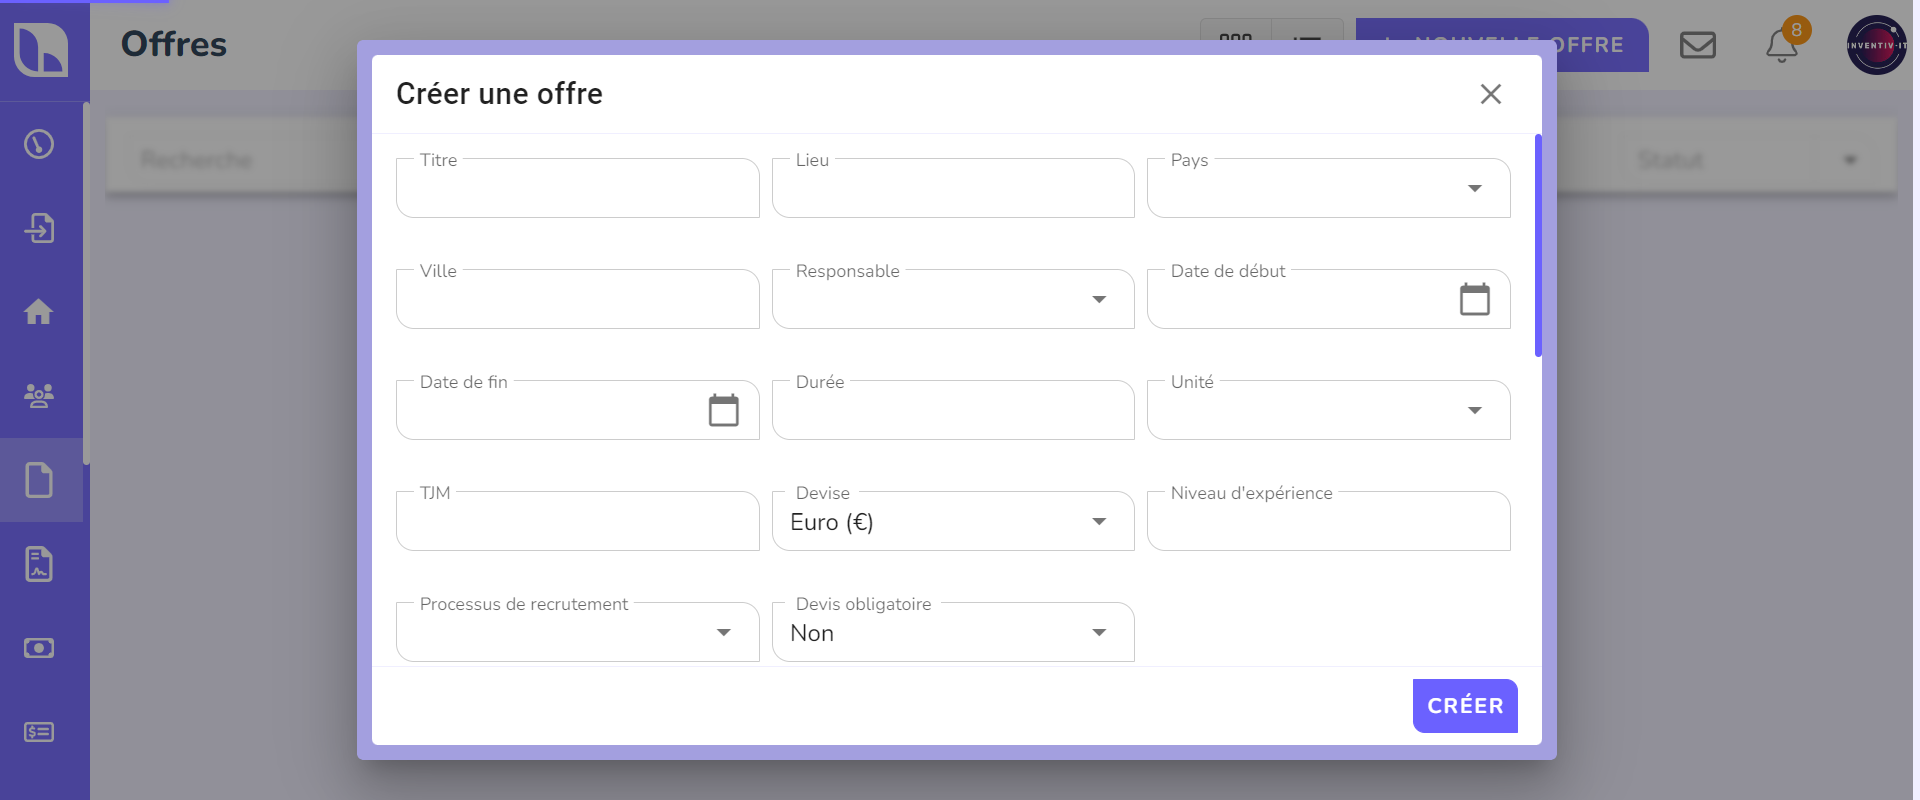 Offres
NOUVELLE OFFRE
8
INVENTIV-IT
Créer une offre
Recherche
Statut
Titre
Lieu
Pays
Ville
Responsable
Date de début
Date de fin
Durée
Unité
TJM
Devise
Niveau d'expérience
Euro (€)
Processus de recrutement
Devis obligatoire
Non
CRÉER